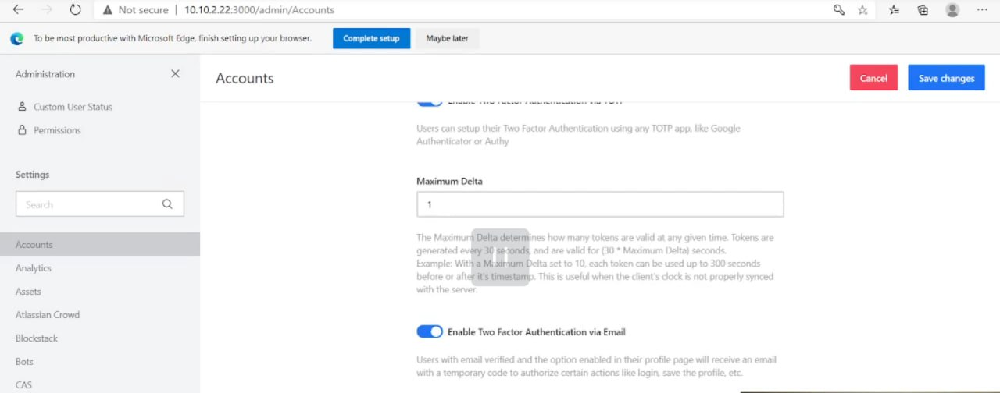 Not secure | 10.10.2.22:3000/admin/Accounts
To be most productive with Microsoft Edge, finish setting up your browser. Complete setup Maybe later
Administration
Custom User Status
Permissions
Settings
Search
Accounts
Analytics
Assets
Atlassian Crowd
Blockstack
Bots
CAS
Accounts
Cancel Save changes
Enable Two Factor Authentication via TOTP
Users can setup their Two Factor Authentication using any TOTP app, like Google
Authenticator or Authy
Maximum Delta
1
The Maximum Delta determines how many tokens are valid at any given time. Tokens are
generated every 30 seconds, and are valid for (30 * Maximum Delta) seconds.
Example: With a Maximum Delta set to 10, each token can be used up to 300 seconds
before or after it's timestamp. This is useful when the client's clock is not properly synced
with the server.
Enable Two Factor Authentication via Email
Users with email verified and the option enabled in their profile page will receive an email
with a temporary code to authorize certain actions like login, save the profile, etc.